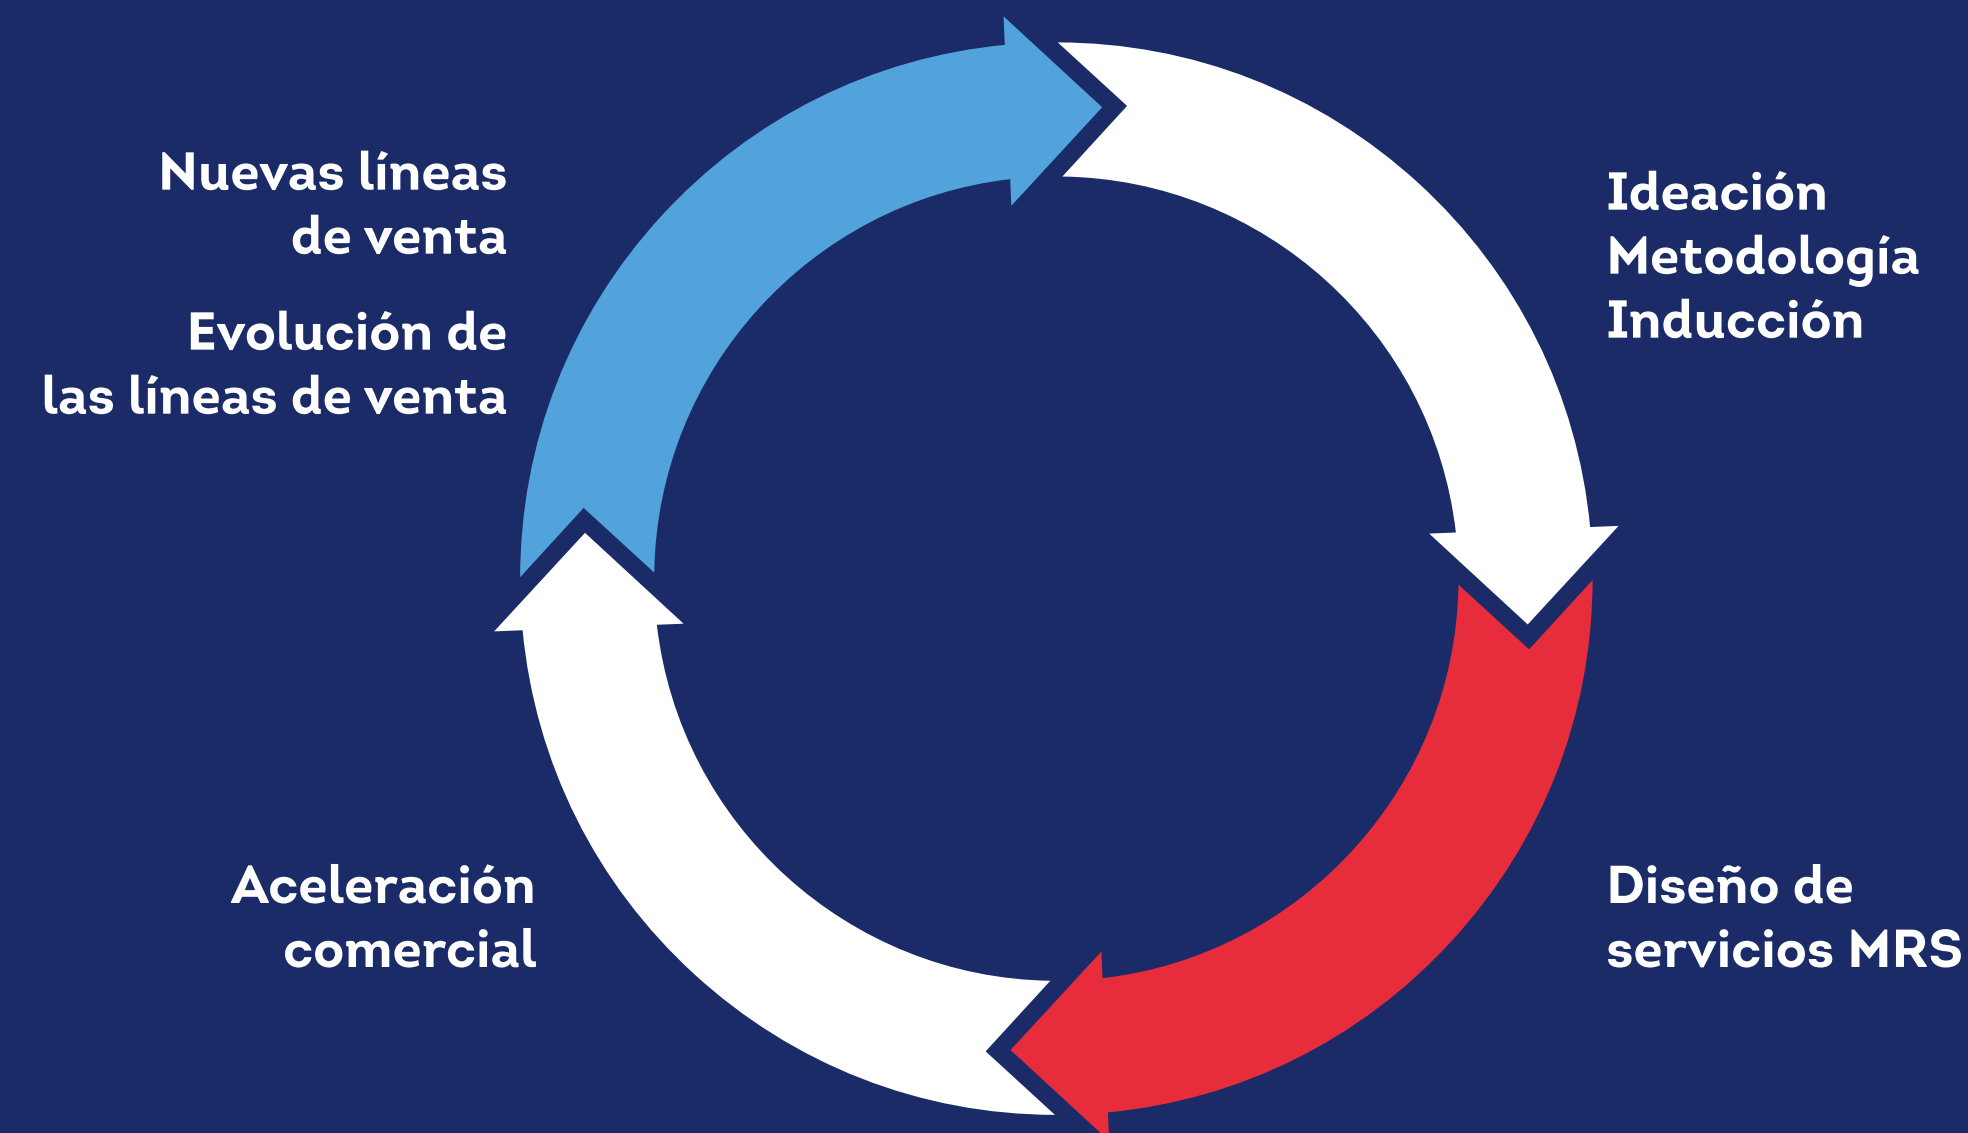 Nuevas líneas
de venta
Evolución de
las líneas de venta
Ideación
Metodología
Inducción
Aceleración
comercial
Diseño de
servicios MRS